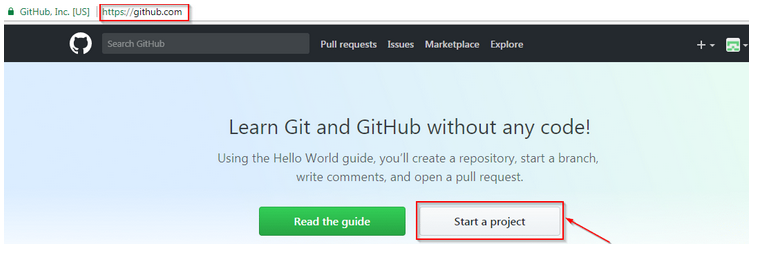 GitHub, Inc. [US] | https://github.com
Search GitHub Pull requests Issues Marketplace Explore
Learn Git and GitHub without any code!
Using the Hello World guide, you'll create a repository, start a branch,
write comments, and open a pull request.
Read the guide Start a project